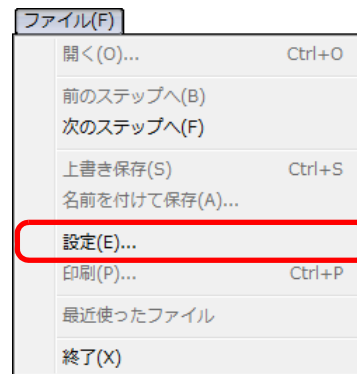 ファイル(F)
開く(O)... Ctrl+O
前のステップへ(B)
次のステップへ(F)
上書き保存(S) Ctrl+S
名前を付けて保存(A)...
設定(E)...
印刷(P)... Ctrl+P
最近使ったファイル
終了(X)